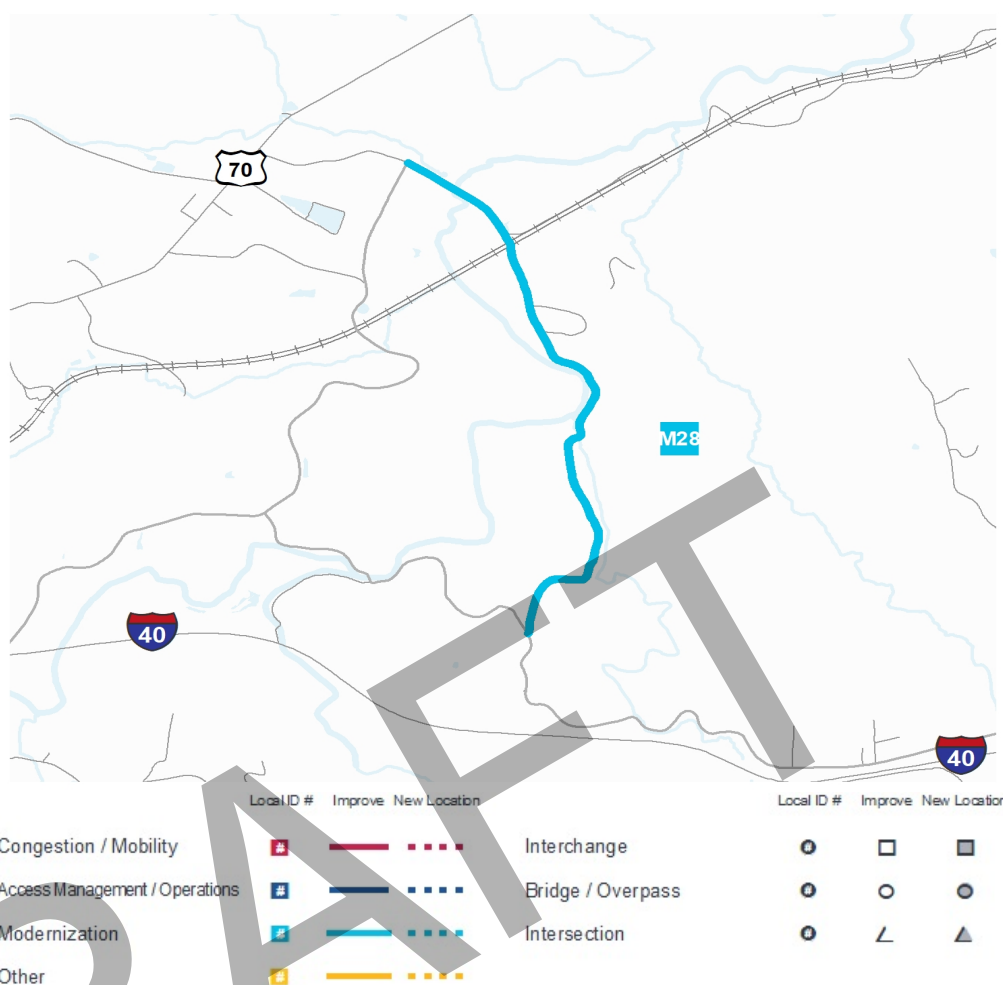 70
M28
40
40
Local ID # Improve New Location
Congestion / Mobility #
Access Management / Operations #
Modernization #
Other #
Local ID # Improve New Location
Interchange #
Bridge / Overpass #
Intersection #
DRAFT